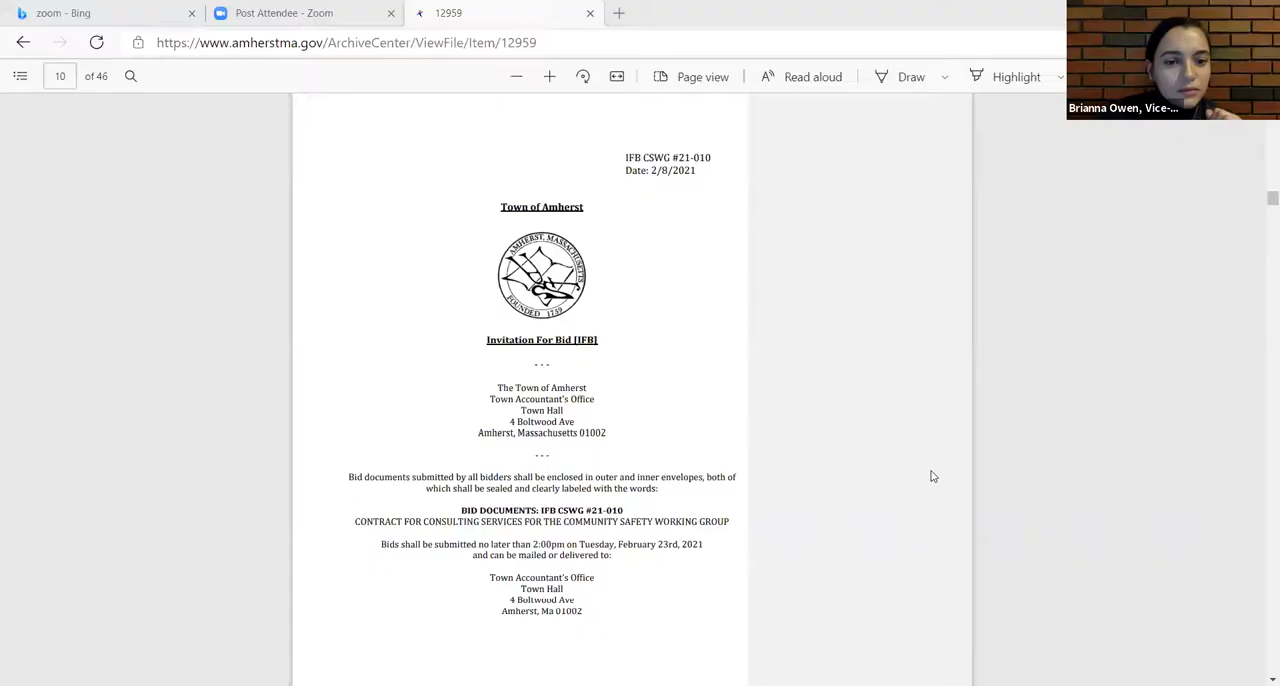 zoom - Bing
Post Attendee - Zoom
12959
https://www.amherstma.gov/ArchiveCenter/ViewFile/Item/12959
10 of 46
Page view
Read aloud
Draw
Highlight
Brianna Owen, Vice-...
IFB CSWG #21-010
Date: 2/8/2021
Town of Amherst
AMHERST, MASSACHUSETTS
FOUNDED 1759
Invitation For Bid [IFB]
- - -
The Town of Amherst
Town Accountant's Office
Town Hall
4 Boltwood Ave
Amherst, Massachusetts 01002
- - -
Bid documents submitted by all bidders shall be enclosed in outer and inner envelopes, both of
which shall be sealed and clearly labeled with the words:
BID DOCUMENTS: IFB CSWG #21-010
CONTRACT FOR CONSULTING SERVICES FOR THE COMMUNITY SAFETY WORKING GROUP
Bids shall be submitted no later than 2:00pm on Tuesday, February 23rd, 2021
and can be mailed or delivered to:
Town Accountant's Office
Town Hall
4 Boltwood Ave
Amherst, Ma 01002